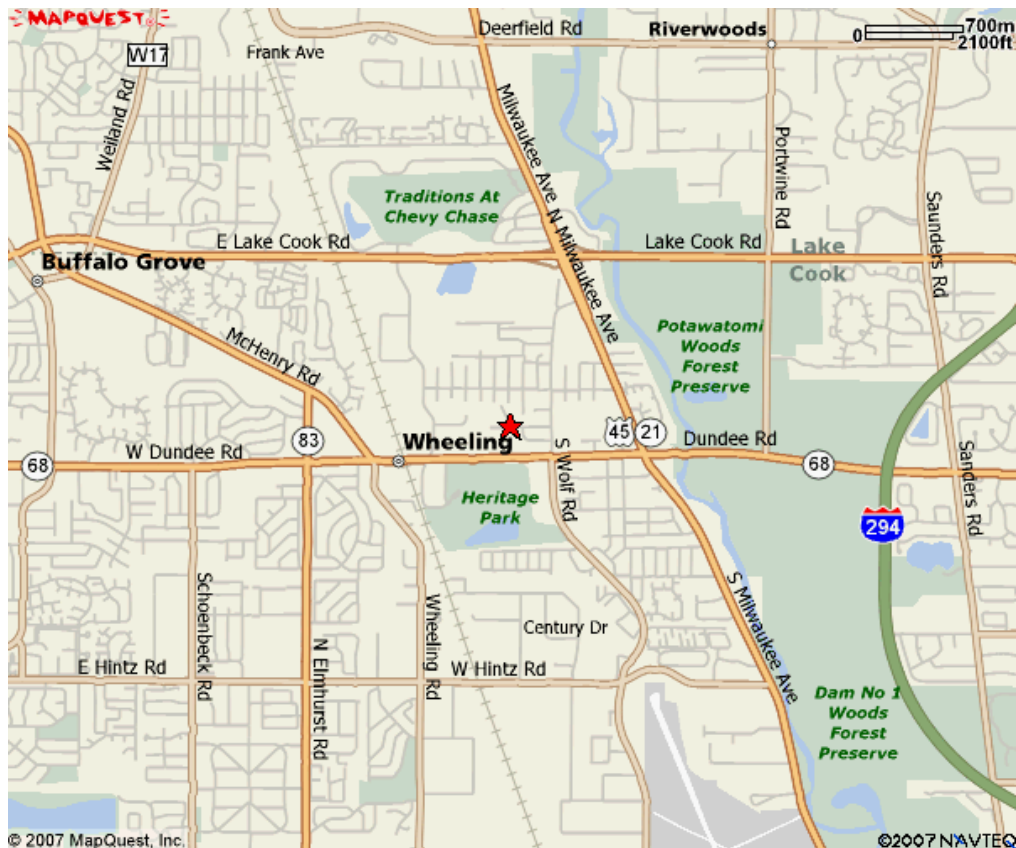 MAPQUEST
Deerfield Rd
Riverwoods
0 700m
2100ft
W17
Frank Ave
Weiland Rd
Milwaukee Ave
Portwine Rd
Traditions At
Chevy Chase
Saunders Rd
N Milwaukee Ave
E Lake Cook Rd
Lake Cook Rd
Lake
Cook
Buffalo Grove
McHenry Rd
Potawatomi
Woods
Forest
Preserve
83
Wheeling
45
21
Dundee Rd
W Dundee Rd
68
68
S Wolf Rd
Sanders Rd
Heritage
Park
294
Schoenbeck Rd
Wheeling Rd
Century Dr
S Milwaukee Ave
N Elmhurst Rd
E Hintz Rd
W Hintz Rd
Dam No 1
Woods
Forest
Preserve
© 2007 MapQuest, Inc.
©2007 NAVTEQ